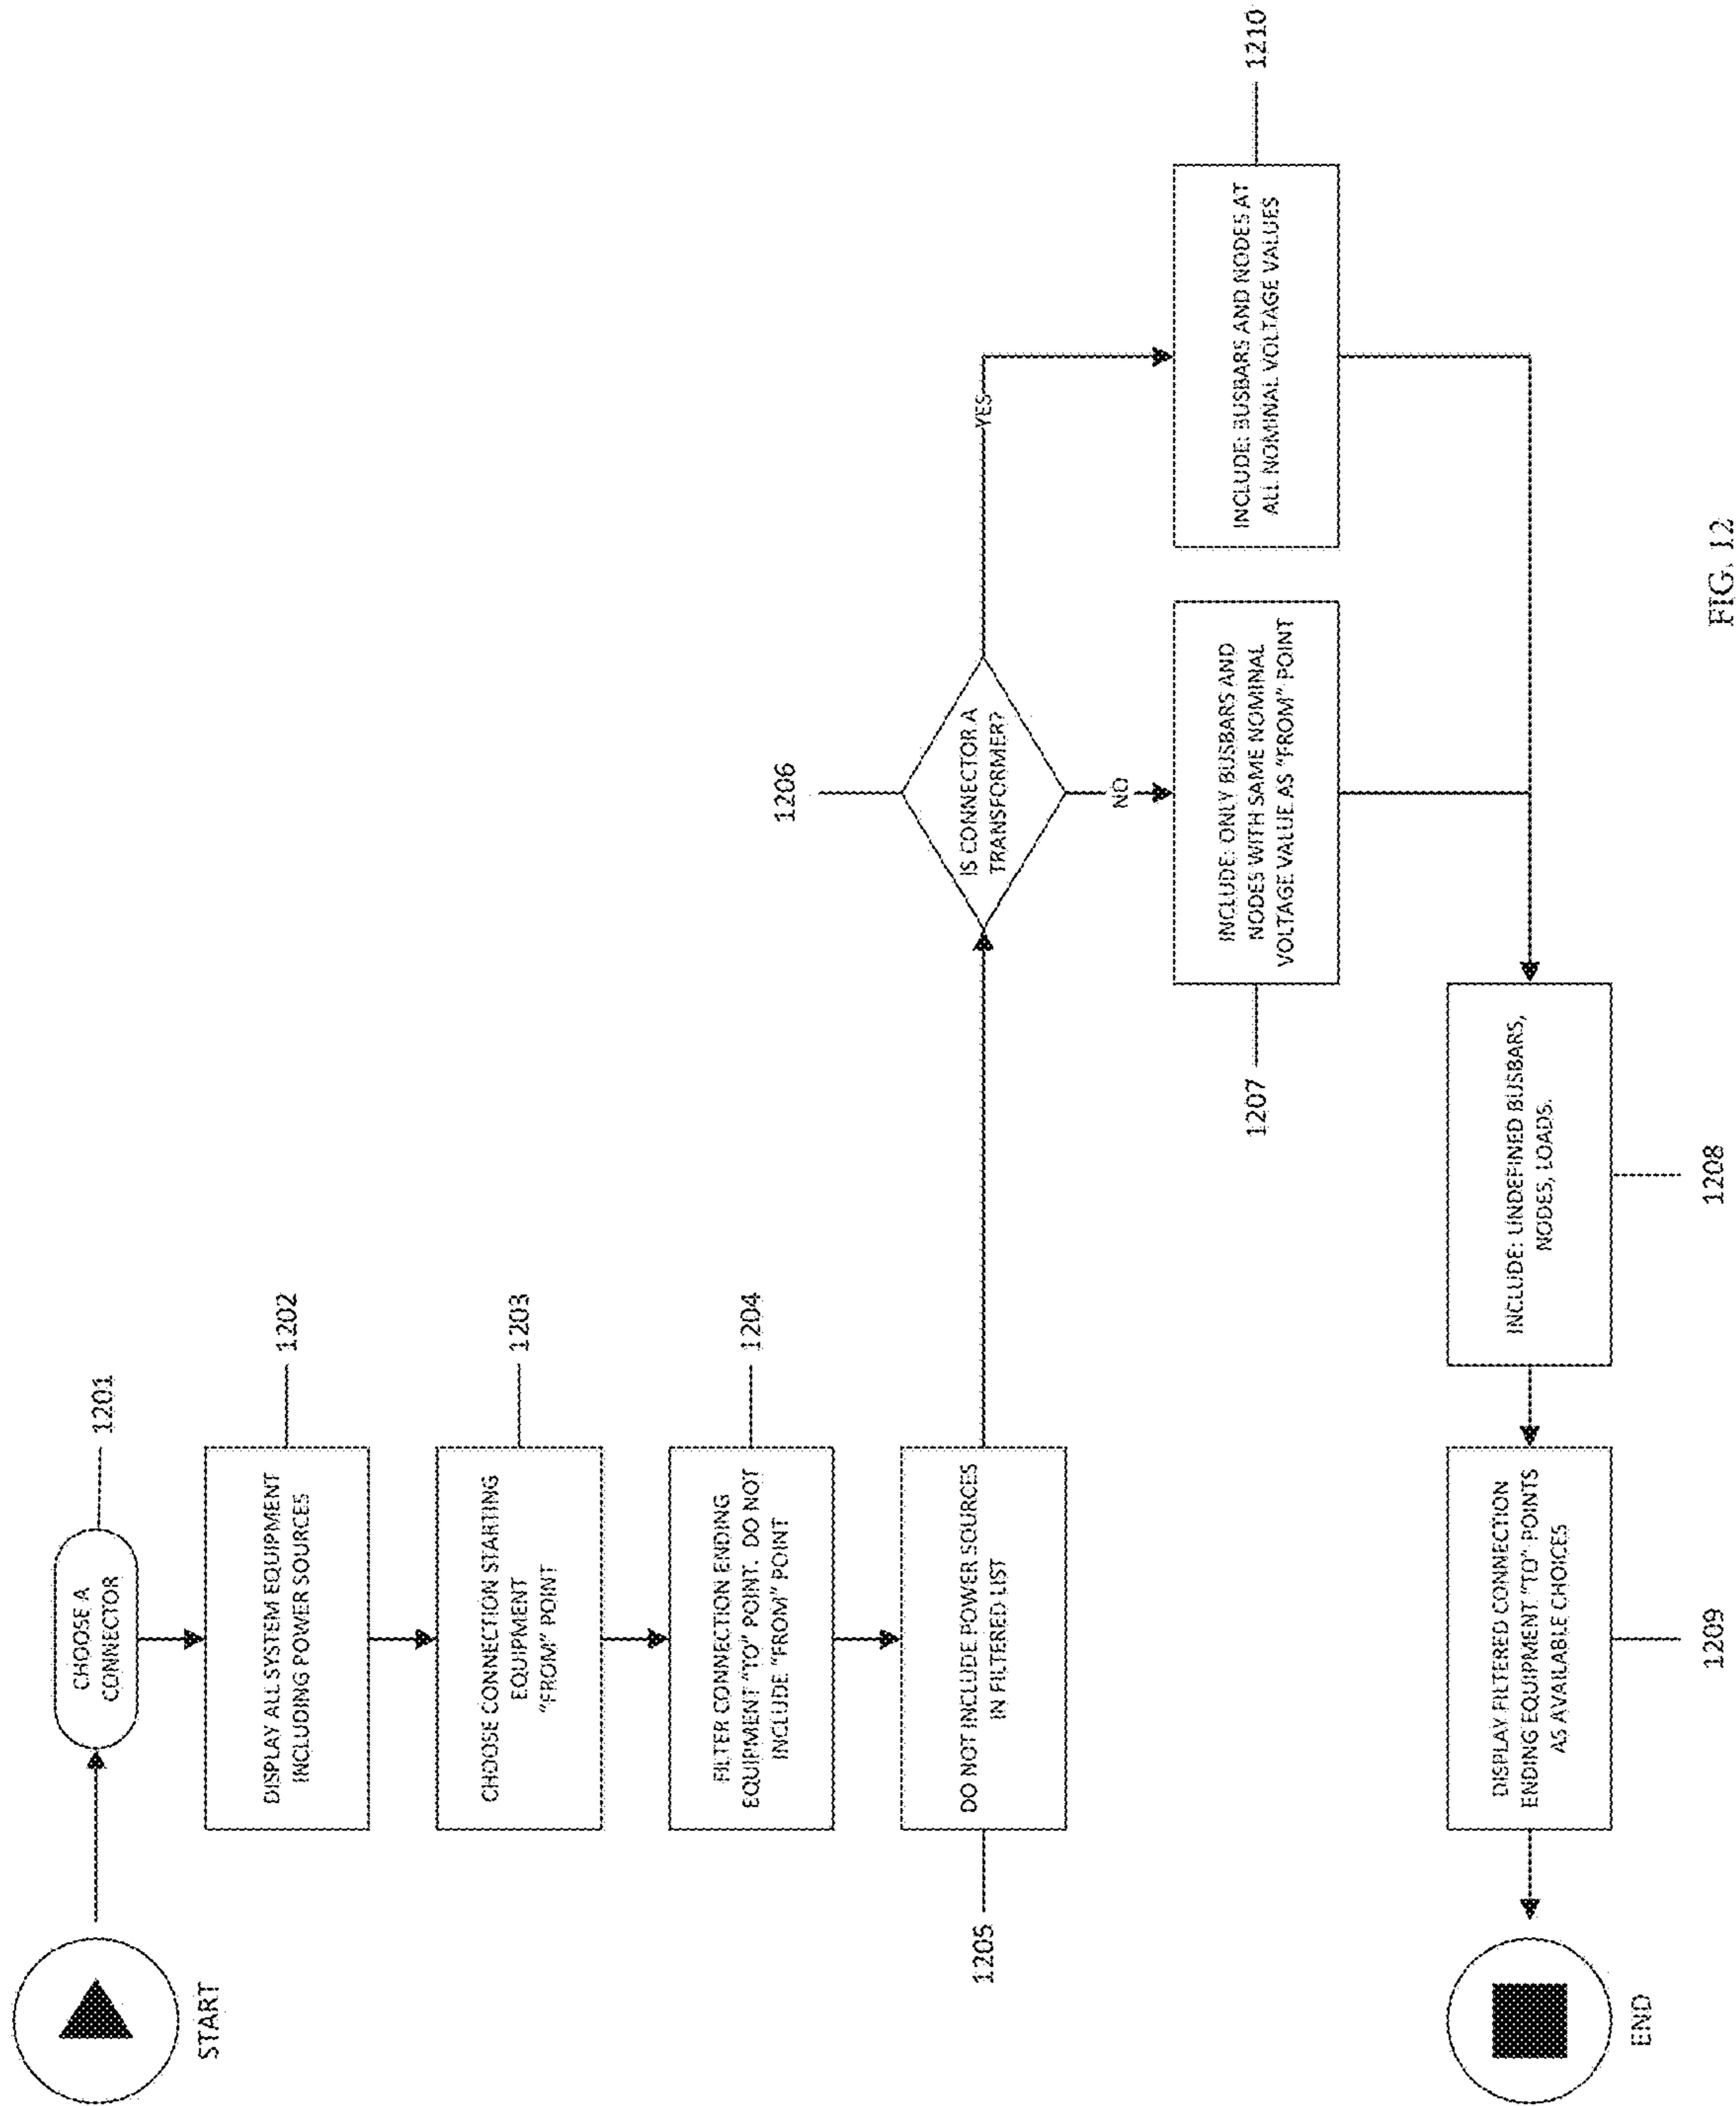 START
CHOOSE A
CONNECTOR
1201
DISPLAY ALL SYSTEM EQUIPMENT
INCLUDING POWER SOURCES
1202
CHOOSE CONNECTION STARTING
EQUIPMENT
"FROM" POINT
1203
FILTER CONNECTION ENDING
EQUIPMENT "TO" POINT. DO NOT
INCLUDE "FROM" POINT
1204
DO NOT INCLUDE POWER SOURCES
IN FILTERED LIST
1205
1206
IS CONNECTOR A
TRANSFORMER?
YES
NO
INCLUDE: ONLY BUSBARS AND
NODES WITH SAME NOMINAL
VOLTAGE VALUE AS "FROM" POINT
1207
INCLUDE: BUSBARS AND NODES AT
ALL NOMINAL VOLTAGE VALUES
1210
INCLUDE: UNDEFINED BUSBARS,
NODES, LOADS.
1208
DISPLAY FILTERED CONNECTION
ENDING EQUIPMENT "TO" POINTS
AS AVAILABLE CHOICES
1209
END
FIG. 12